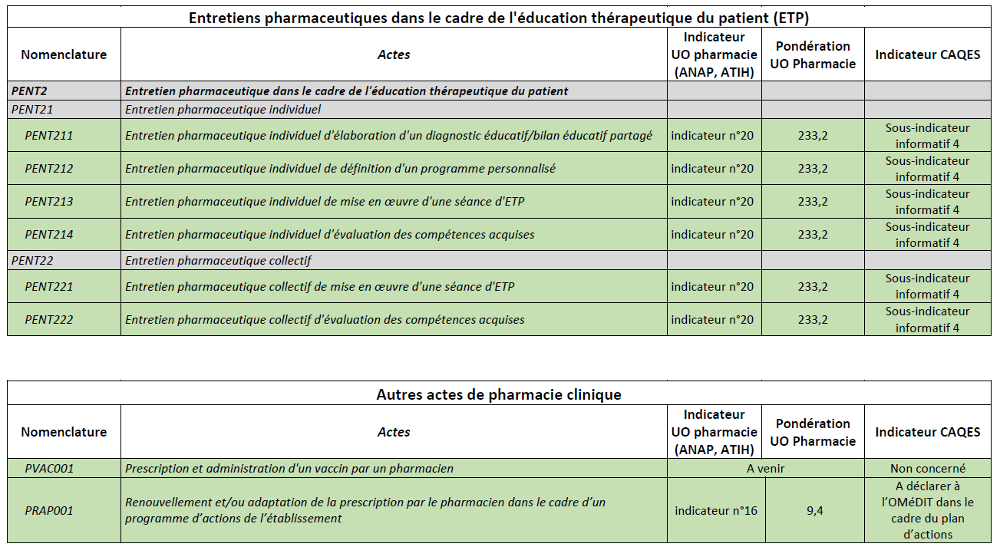 Entretiens pharmaceutiques dans le cadre de l'éducation thérapeutique du patient (ETP)
Nomenclature
Actes
Indicateur
UO pharmacie
(ANAP, ATIH)
Pondération
UO Pharmacie
Indicateur CAQES
PENT2
Entretien pharmaceutique dans le cadre de l'éducation thérapeutique du patient
PENT21
Entretien pharmaceutique individuel
PENT211
Entretien pharmaceutique individuel d'élaboration d'un diagnostic éducatif/bilan éducatif partagé
indicateur n°20
233,2
Sous-indicateur
informatif 4
PENT212
Entretien pharmaceutique individuel de définition d'un programme personnalisé
indicateur n°20
233,2
Sous-indicateur
informatif 4
PENT213
Entretien pharmaceutique individuel de mise en œuvre d'une séance d'ETP
indicateur n°20
233,2
Sous-indicateur
informatif 4
PENT214
Entretien pharmaceutique individuel d'évaluation des compétences acquises
indicateur n°20
233,2
Sous-indicateur
informatif 4
PENT22
Entretien pharmaceutique collectif
PENT221
Entretien pharmaceutique collectif de mise en œuvre d'une séance d'ETP
indicateur n°20
233,2
Sous-indicateur
informatif 4
PENT222
Entretien pharmaceutique collectif d'évaluation des compétences acquises
indicateur n°20
233,2
Sous-indicateur
informatif 4
Autres actes de pharmacie clinique
Nomenclature
Actes
Indicateur
UO pharmacie
(ANAP, ATIH)
Pondération
UO Pharmacie
Indicateur CAQES
PVAC001
Prescription et administration d'un vaccin par un pharmacien
A venir
Non concerné
PRAP001
Renouvellement et/ou adaptation de la prescription par le pharmacien dans le cadre d’un
programme d’actions de l’établissement
indicateur n°16
9,4
A déclarer à
l’OMéDIT dans le
cadre du plan
d’actions